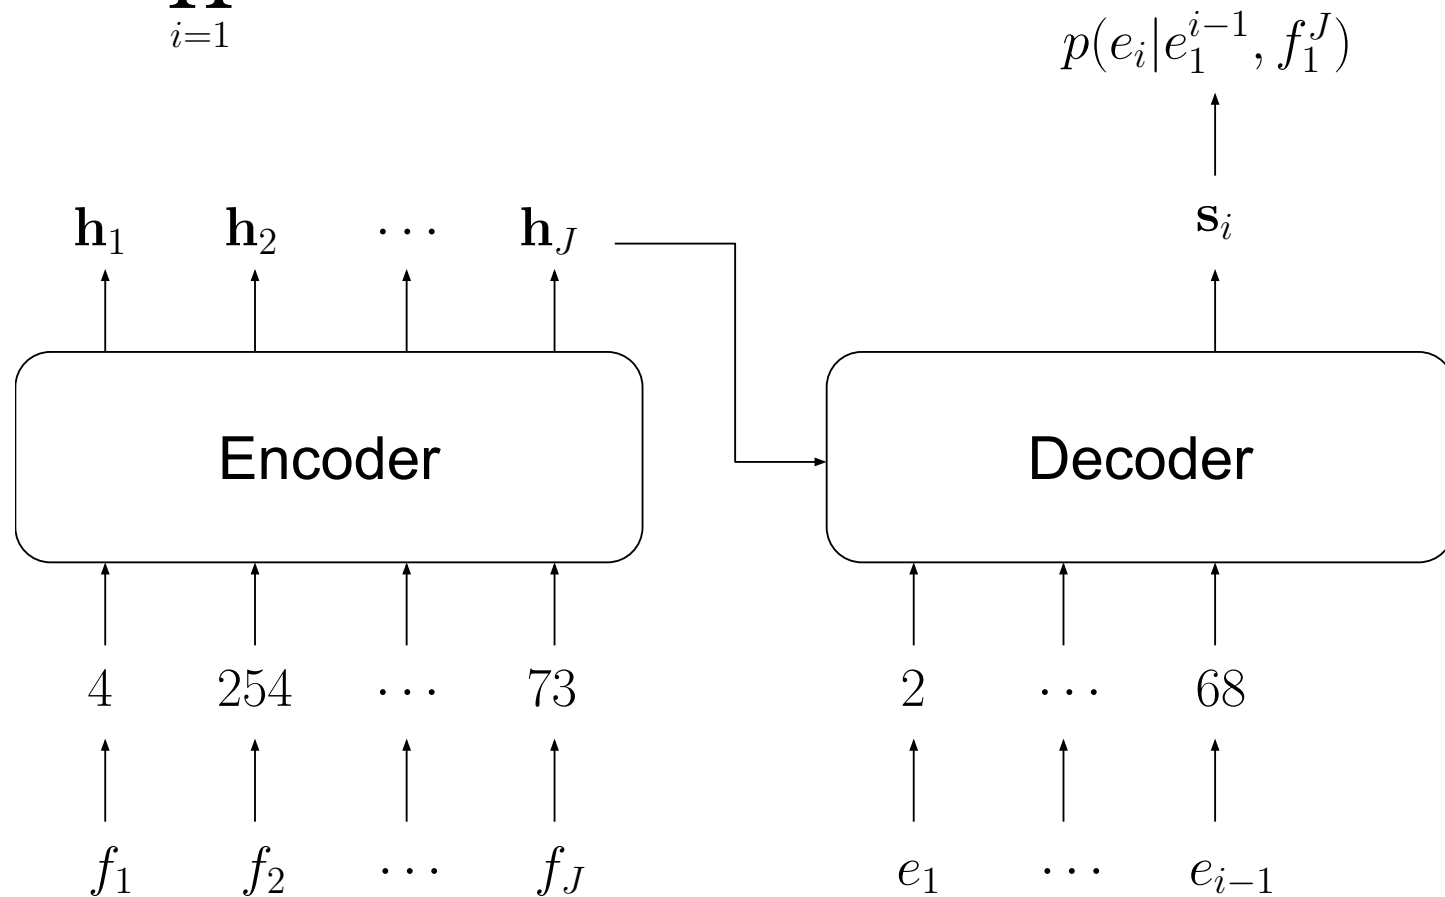 i=1
p(e_i|e_1^{i-1}, f_1^J)
h_1 h_2 ··· h_J s_i
Encoder Decoder
4 254 ··· 73 2 ··· 68
f_1 f_2 ··· f_J e_1 ··· e_{i-1}